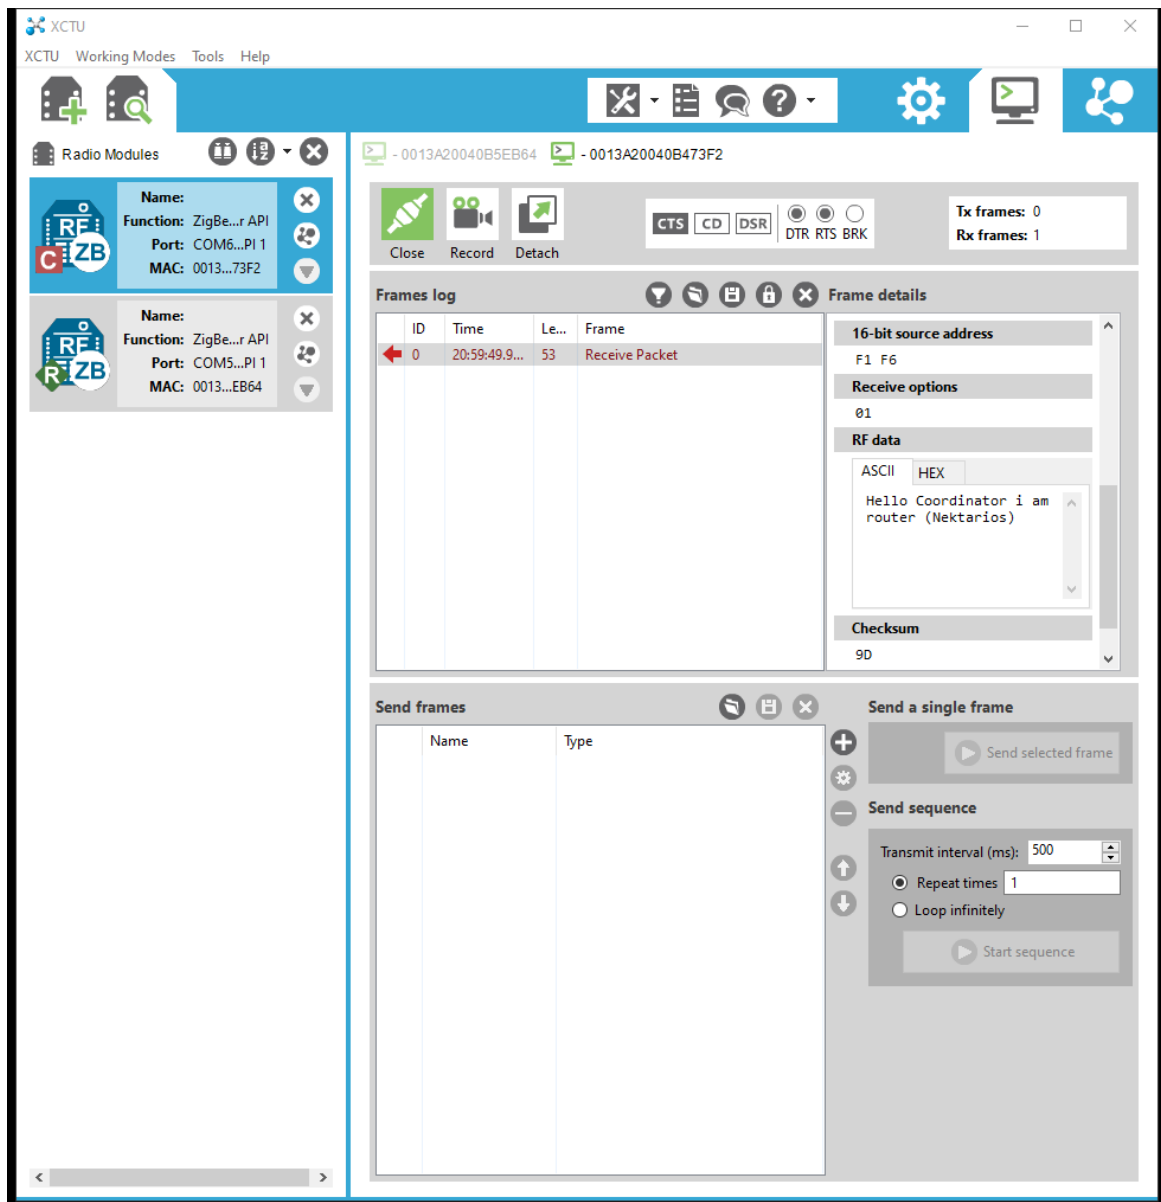 XCTU
XCTU Working Modes Tools Help
Radio Modules
- 0013A20040B5EB64 - 0013A20040B473F2
Name:
Function: ZigBe...r API
Port: COM6...PI 1
MAC: 0013...73F2
RF
C ZB
Name:
Function: ZigBe...r API
Port: COM5...PI 1
MAC: 0013...EB64
RF
R ZB
Close Record Detach
CTS CD DSR DTR RTS BRK
Tx frames: 0
Rx frames: 1
Frames log
ID Time Le... Frame
0 20:59:49.9... 53 Receive Packet
Frame details
16-bit source address
F1 F6
Receive options
01
RF data
ASCII HEX
Hello Coordinator i am
router (Nektarios)
Checksum
9D
Send frames
Name Type
Send a single frame
Send selected frame
Send sequence
Transmit interval (ms): 500
Repeat times 1
Loop infinitely
Start sequence